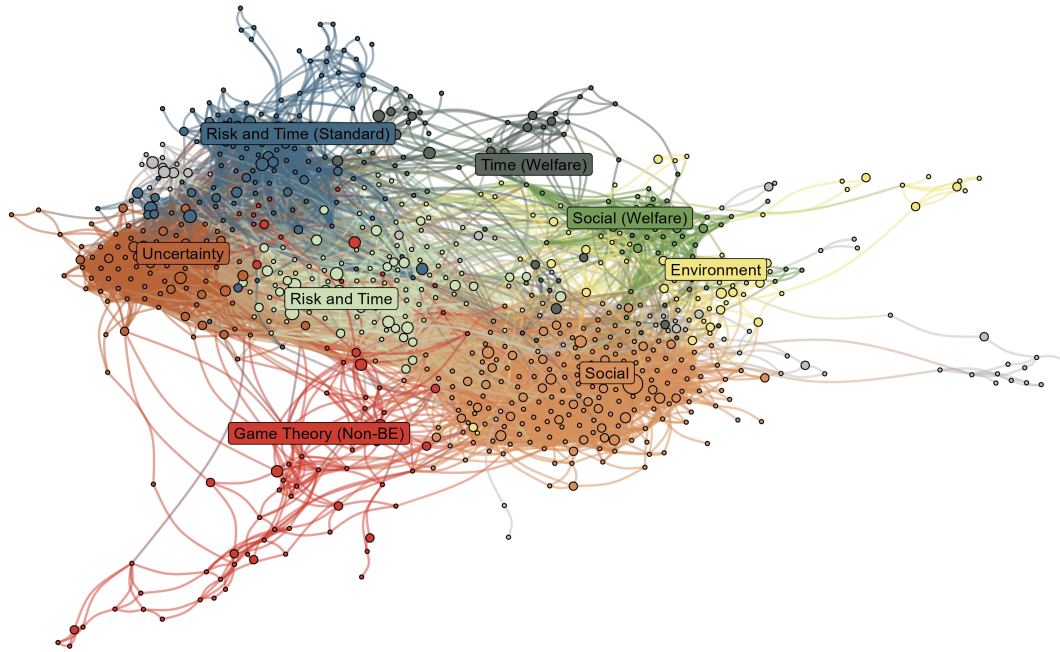 Risk and Time (Standard)
Time (Welfare)
Social (Welfare)
Uncertainty
Environment
Risk and Time
Social
Game Theory (Non-BE)